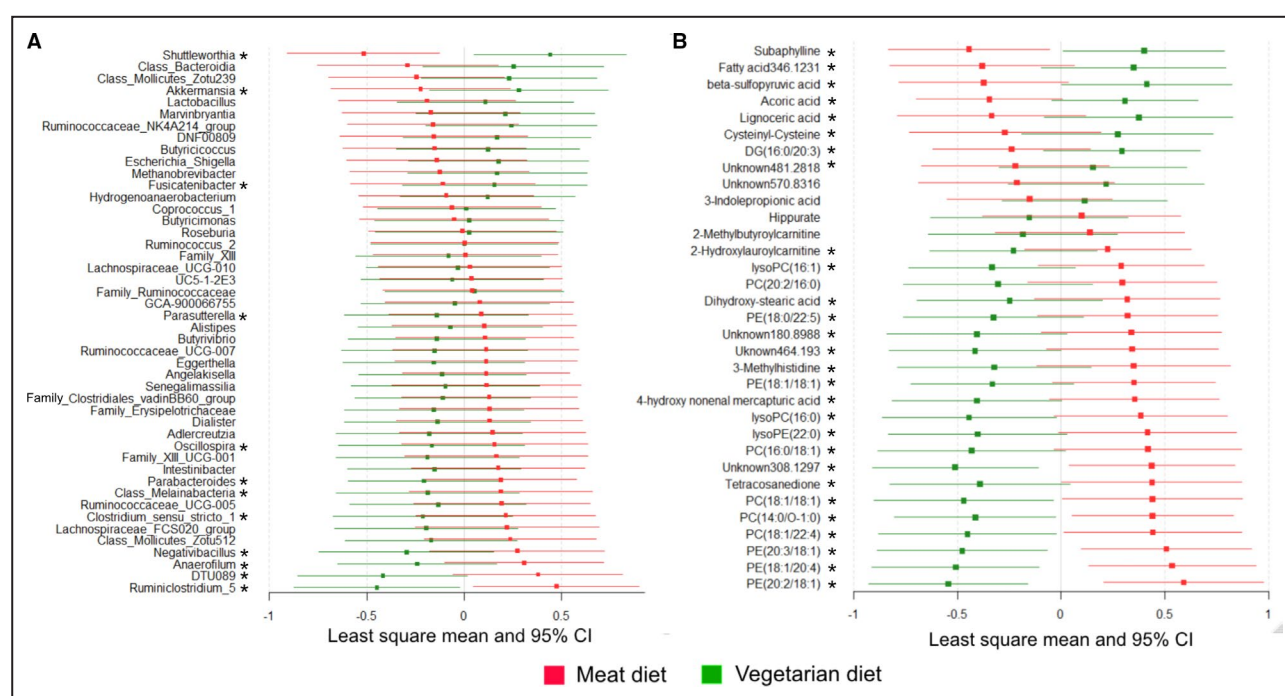 A
Shuttleworthia *
Class_Bacteroidia
Class_Mollicutes_Zotu239
Akkermansia *
Lactobacillus
Marvinbryantia
Ruminococcaceae_NK4A214_group
DNF00809
Butyricicoccus
Escherichia_Shigella
Methanobrevibacter
Fusicatenibacter *
Hydrogenoanaerobacterium
Coprococcus_1
Butyricimonas
Roseburia
Ruminococcus_2
Family_XIII
Lachnospiraceae_UCG-010
UC5-1-2E3
Family_Ruminococcaceae
GCA-900066755
Parasutterella *
Alistipes
Butyrivibrio
Ruminococcaceae_UCG-007
Eggerthella
Angelakisella
Senegalimassilia
Family_Clostridiales_vadinBB60_group
Family_Erysipelotrichaceae
Dialister
Adlercreutzia
Oscillospira *
Family_XIII_UCG-001
Intestinibacter
Parabacteroides *
Class_Melainabacteria *
Ruminococcaceae_UCG-005
Clostridium_sensu_stricto_1 *
Lachnospiraceae_FCS020_group
Class_Mollicutes_Zotu512
Negativibacillus *
Anaerofilum *
DTU089 *
Ruminiclostridium_5 *
-1 -0.5 0 0.5
Least square mean and 95% CI
B
Subaphylline *
Fatty acid346.1231 *
beta-sulfopyruvic acid *
Acoric acid *
Lignoceric acid *
Cysteinyl-Cysteine *
DG(16:0/20:3) *
Unknown481.2818 *
Unknown570.8316
3-Indolepropionic acid
Hippurate
2-Methylbutyroylcarnitine
2-Hydroxylauroylcarnitine *
lysoPC(16:1) *
PC(20:2/16:0)
Dihydroxy-stearic acid *
PE(18:0/22:5) *
Unknown180.8988 *
Uknown464.193 *
3-Methylhistidine *
PE(18:1/18:1) *
4-hydroxy nonenal mercapturic acid *
lysoPC(16:0) *
lysoPE(22:0) *
PC(16:0/18:1) *
Unknown308.1297 *
Tetracosanedione *
PC(18:1/18:1) *
PC(14:0/O-1:0) *
PC(18:1/22:4) *
PE(20:3/18:1) *
PE(18:1/20:4) *
PE(20:2/18:1) *
-1 -0.5 0 0.5 1
Least square mean and 95% CI
Meat diet Vegetarian diet